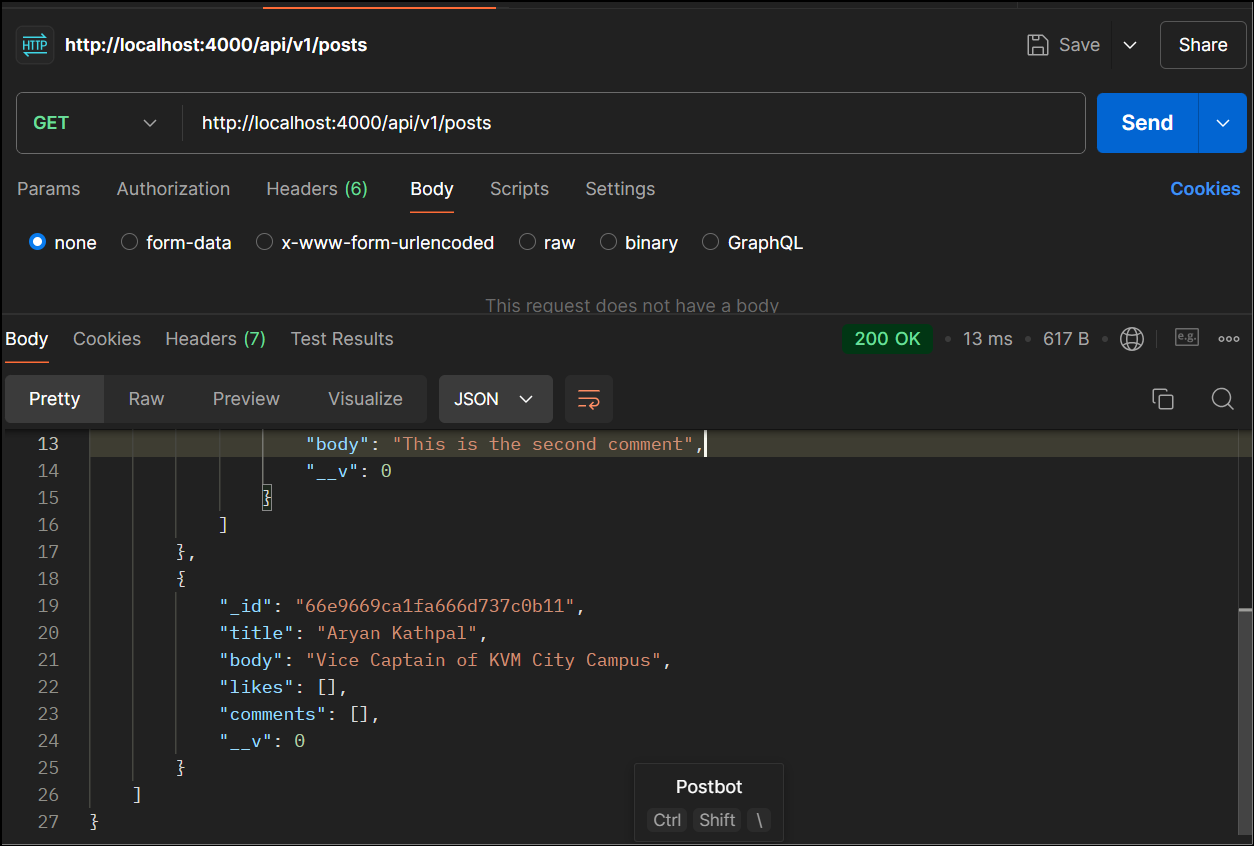 HTTP http://localhost:4000/api/v1/posts Save Share
GET http://localhost:4000/api/v1/posts Send
Params Authorization Headers (6) Body Scripts Settings Cookies
none form-data x-www-form-urlencoded raw binary GraphQL
This request does not have a body
Body Cookies Headers (7) Test Results 200 OK • 13 ms • 617 B • e.g.
Pretty Raw Preview Visualize JSON
13 "body": "This is the second comment",
14 "__v": 0
15 }
16 ]
17 },
18 {
19 "_id": "66e9669ca1fa666d737c0b11",
20 "title": "Aryan Kathpal",
21 "body": "Vice Captain of KVM City Campus",
22 "likes": [],
23 "comments": [],
24 "__v": 0
25 }
26 ]
27 }
Postbot
Ctrl Shift \